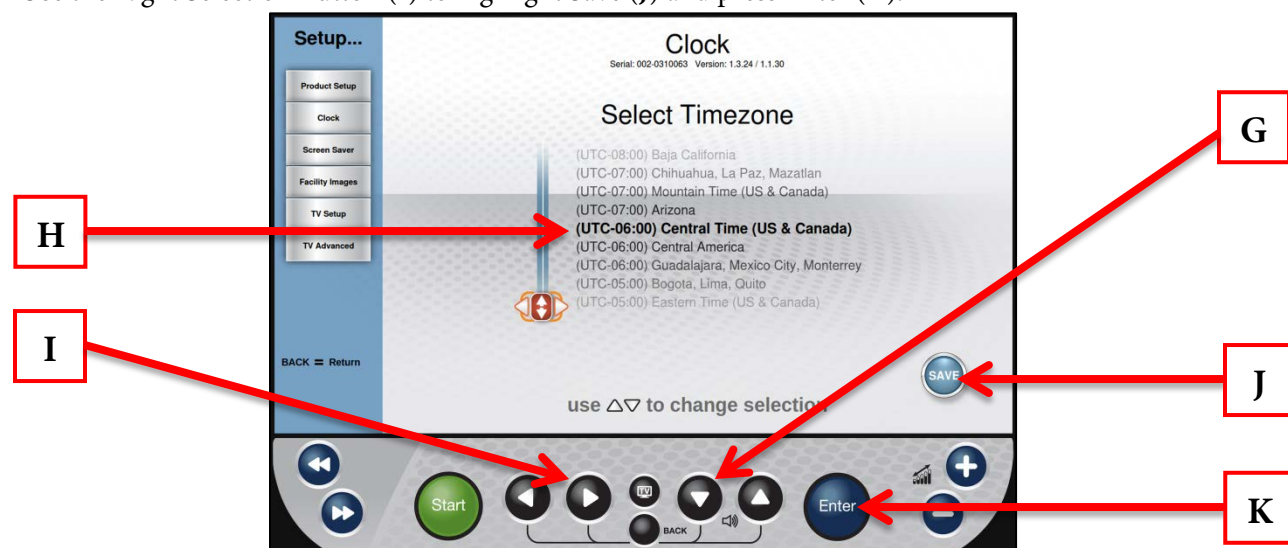 Setup...
Clock
Serial: 002-0310063 Version: 1.3.24 / 1.1.30
Product Setup
Clock
Screen Saver
Facility Images
TV Setup
TV Advanced
BACK = Return
Select Timezone
(UTC-08:00) Baja California
(UTC-07:00) Chihuahua, La Paz, Mazatlan
(UTC-07:00) Mountain Time (US & Canada)
(UTC-07:00) Arizona
(UTC-06:00) Central Time (US & Canada)
(UTC-06:00) Central America
(UTC-06:00) Guadalajara, Mexico City, Monterrey
(UTC-05:00) Bogota, Lima, Quito
(UTC-05:00) Eastern Time (US & Canada)
SAVE
use △▽ to change selection
Start
TV
BACK
Enter
G
H
I
J
K